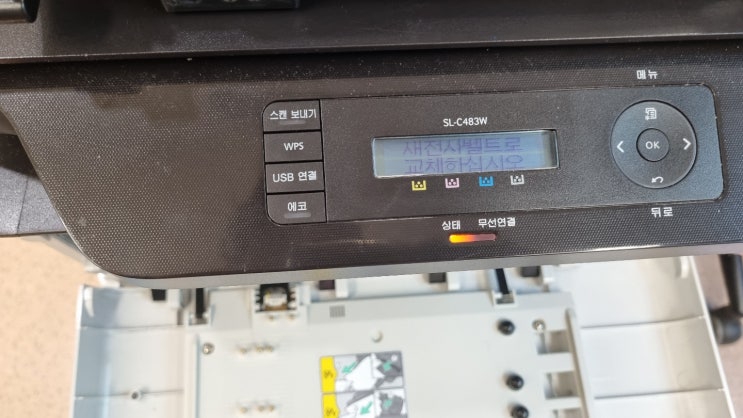 메뉴
스캔 보내기
SL-C483W
WPS
OK
새전사벨트로
교체하십시오
USB 연결
에코
뒤로
상태 무선연결